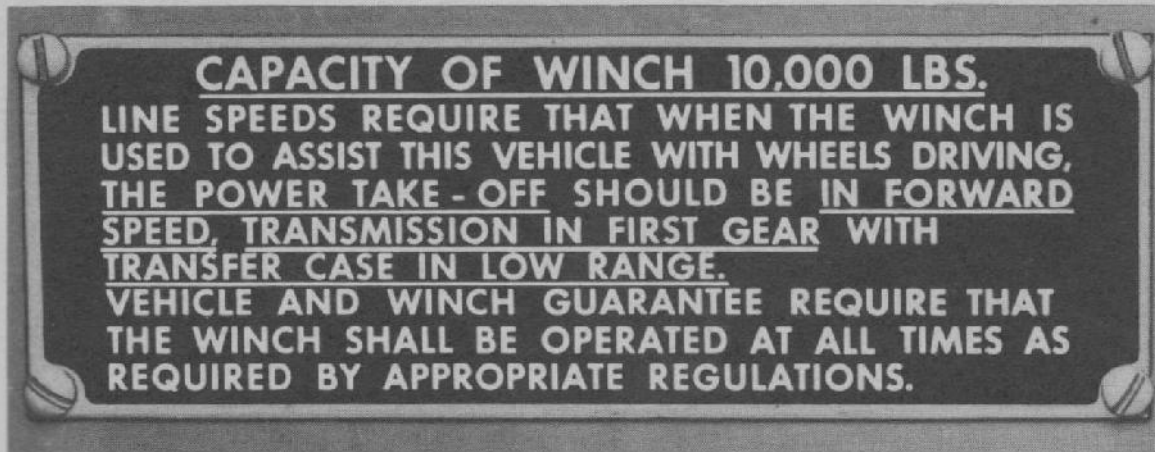 CAPACITY OF WINCH 10,000 LBS.
LINE SPEEDS REQUIRE THAT WHEN THE WINCH IS
USED TO ASSIST THIS VEHICLE WITH WHEELS DRIVING,
THE POWER TAKE-OFF SHOULD BE IN FORWARD
SPEED, TRANSMISSION IN FIRST GEAR WITH
TRANSFER CASE IN LOW RANGE.
VEHICLE AND WINCH GUARANTEE REQUIRE THAT
THE WINCH SHALL BE OPERATED AT ALL TIMES AS
REQUIRED BY APPROPRIATE REGULATIONS.